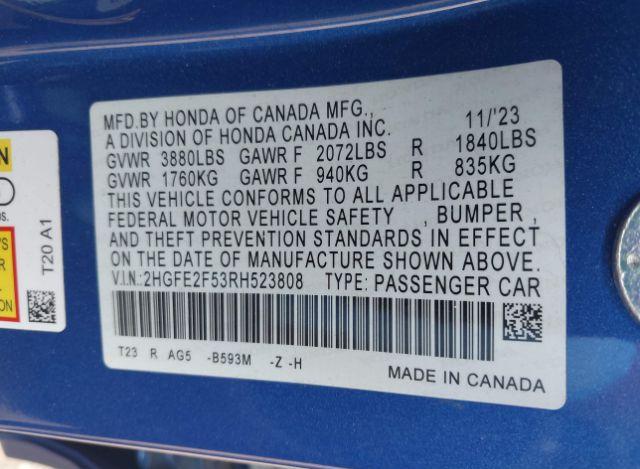 MFD.BY HONDA OF CANADA MFG.,
11/'23
A DIVISION OF HONDA CANADA INC.
GVWR 3880LBS GAWR F 2072LBS R 1840LBS
GVWR 1760KG GAWR F 940KG R 835KG
THIS VEHICLE CONFORMS TO ALL APPLICABLE
FEDERAL MOTOR VEHICLE SAFETY , BUMPER ,
AND THEFT PREVENTION STANDARDS IN EFFECT
ON THE DATE OF MANUFACTURE SHOWN ABOVE.
V.I.N.:2HGFE2F53RH523808 TYPE: PASSENGER CAR
T23 R AG5 -B593M -Z -H
MADE IN CANADA
T20 A1